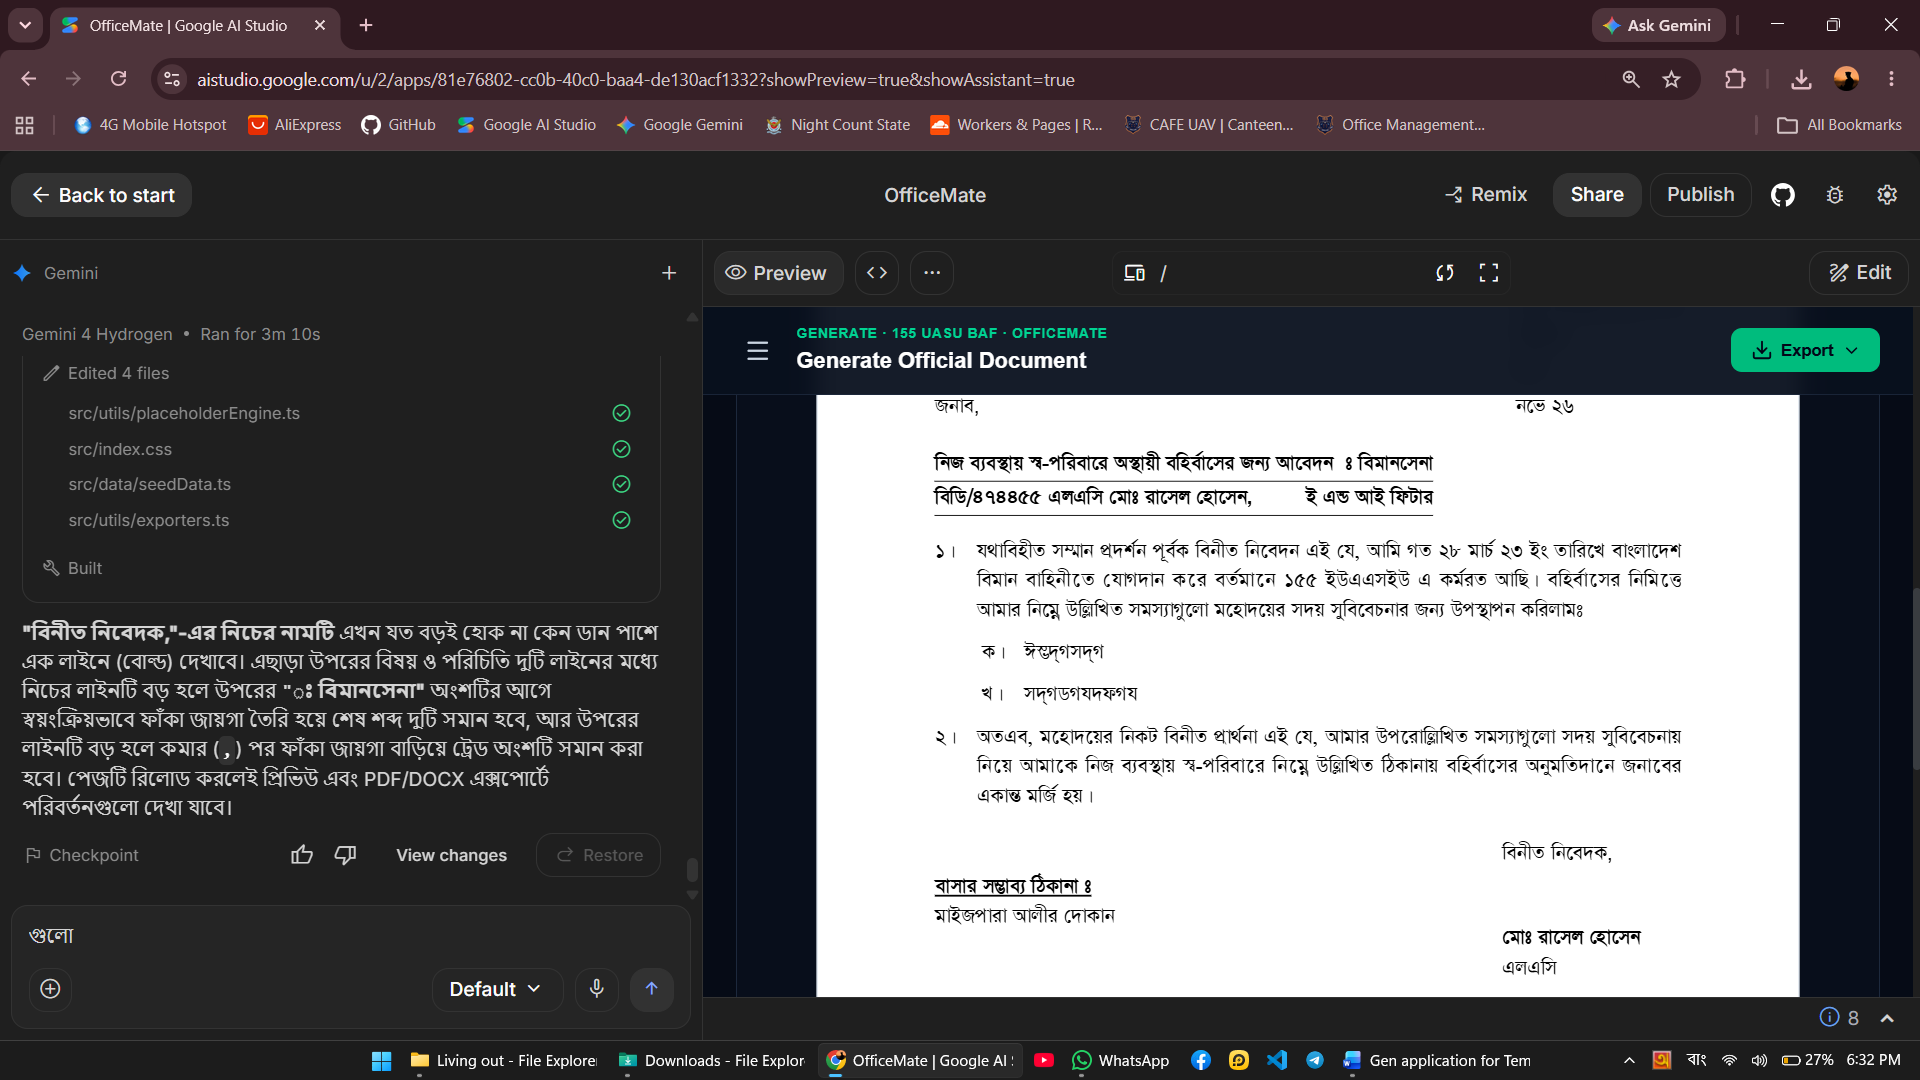 OfficeMate | Google AI Studio
Ask Gemini
aistudio.google.com/u/2/apps/81e76802-cc0b-40c0-baa4-de130acf1332?showPreview=true&showAssistant=true
4G Mobile Hotspot
AliExpress
GitHub
Google AI Studio
Google Gemini
Night Count State
Workers & Pages | R...
CAFE UAV | Canteen...
Office Management...
All Bookmarks
Back to start
OfficeMate
Remix
Share
Publish
Gemini
Preview
/
Edit
Gemini 4 Hydrogen • Ran for 3m 10s
Edited 4 files
src/utils/placeholderEngine.ts
src/index.css
src/data/seedData.ts
src/utils/exporters.ts
Built
"বিনীত নিবেদক,"-এর নিচের নামটি এখন যত বড়ই হোক না কেন ডান পাশে
এক লাইনে (বোল্ড) দেখাবে। এছাড়া উপরের বিষয় ও পরিচিতি দুটি লাইনের মধ্যে
নিচের লাইনটি বড় হলে উপরের "ঃ বিমানসেনা" অংশটির আগে
স্বয়ংক্রিয়ভাবে ফাঁকা জায়গা তৈরি হয়ে শেষ শব্দ দুটি সমান হবে, আর উপরের
লাইনটি বড় হলে কমার (,) পর ফাঁকা জায়গা বাড়িয়ে ট্রেড অংশটি সমান করা
হবে। পেজটি রিলোড করলেই প্রিভিউ এবং PDF/DOCX এক্সপোর্টে
পরিবর্তনগুলো দেখা যাবে।
Checkpoint
View changes
Restore
গুলো
Default
GENERATE · 155 UASU BAF · OFFICEMATE
Generate Official Document
Export
জনাব,
নভে ২৬
নিজ ব্যবস্থায় স্ব-পরিবারে অস্থায়ী বহির্বাসের জন্য আবেদন ঃ বিমানসেনা
বিডি/৪৭৪৪৫৫ এলএসি মোঃ রাসেল হোসেন, ই এন্ড আই ফিটার
১। যথাবিহীত সম্মান প্রদর্শন পূর্বক বিনীত নিবেদন এই যে, আমি গত ২৮ মার্চ ২৩ ইং তারিখে বাংলাদেশ
বিমান বাহিনীতে যোগদান করে বর্তমানে ১৫৫ ইউএএসইউ এ কর্মরত আছি। বহির্বাসের নিমিত্তে
আমার নিম্নে উল্লিখিত সমস্যাগুলো মহোদয়ের সদয় সুবিবেচনার জন্য উপস্থাপন করিলামঃ
ক। ঈম্ভদ্গসদ্গ
খ। সদ্গডগযদফগয
২। অতএব, মহোদয়ের নিকট বিনীত প্রার্থনা এই যে, আমার উপরোল্লিখিত সমস্যাগুলো সদয় সুবিবেচনায়
নিয়ে আমাকে নিজ ব্যবস্থায় স্ব-পরিবারে নিম্নে উল্লিখিত ঠিকানায় বহির্বাসের অনুমতিদানে জনাবের
একান্ত মর্জি হয়।
বিনীত নিবেদক,
বাসার সম্ভাব্য ঠিকানা ঃ
মাইজপারা আলীর দোকান
মোঃ রাসেল হোসেন
এলএসি
8
Living out - File Explorer
Downloads - File Explor
OfficeMate | Google AI S
WhatsApp
Gen application for Tem
বাং
27%
6:32 PM